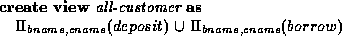 create view all-customer as
Π_{bname,cname}(deposit) ∪ Π_{bname,cname}(borrow)